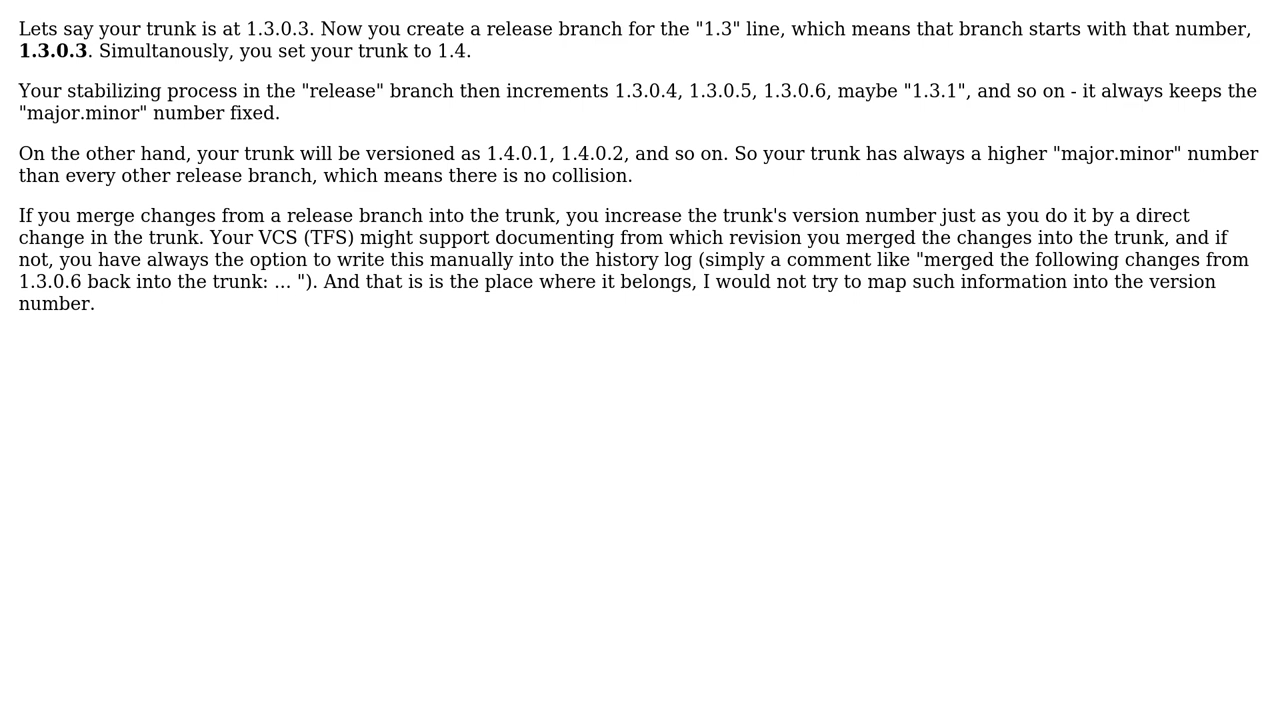 Lets say your trunk is at 1.3.0.3. Now you create a release branch for the "1.3" line, which means that branch starts with that number,
1.3.0.3. Simultanously, you set your trunk to 1.4.
Your stabilizing process in the "release" branch then increments 1.3.0.4, 1.3.0.5, 1.3.0.6, maybe "1.3.1", and so on - it always keeps the
"major.minor" number fixed.
On the other hand, your trunk will be versioned as 1.4.0.1, 1.4.0.2, and so on. So your trunk has always a higher "major.minor" number
than every other release branch, which means there is no collision.
If you merge changes from a release branch into the trunk, you increase the trunk's version number just as you do it by a direct
change in the trunk. Your VCS (TFS) might support documenting from which revision you merged the changes into the trunk, and if
not, you have always the option to write this manually into the history log (simply a comment like "merged the following changes from
1.3.0.6 back into the trunk: ... "). And that is is the place where it belongs, I would not try to map such information into the version
number.